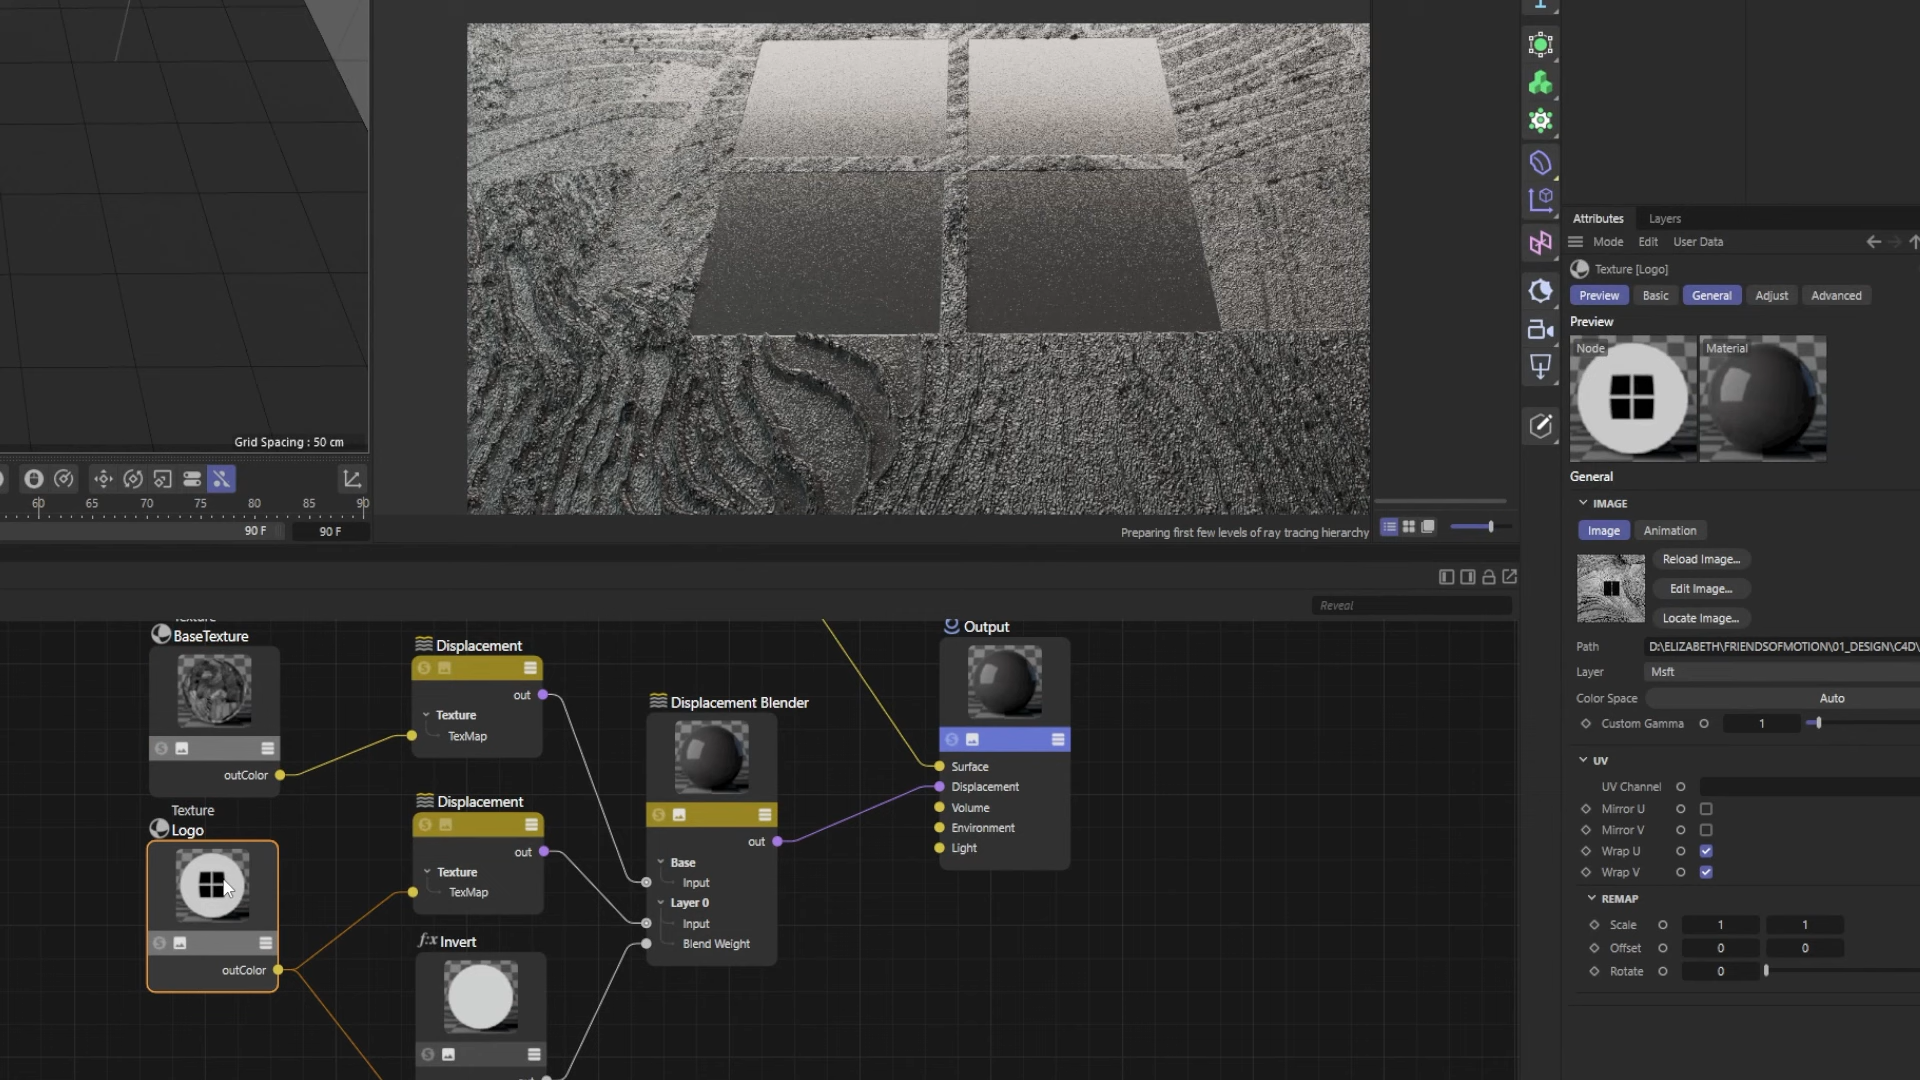 Grid Spacing : 50 cm
60 65 70 75 80 85 90
90 F 90 F
Preparing first few levels of ray tracing hierarchy
Reveal
Texture
BaseTexture
outColor
Texture
Logo
outColor
Displacement
out
Texture
TexMap
Displacement
out
Texture
TexMap
f:x Invert
Displacement Blender
out
Base
Input
Layer 0
Input
Blend Weight
Output
Surface
Displacement
Volume
Environment
Light
Attributes Layers
Mode Edit User Data
Texture [Logo]
Preview Basic General Adjust Advanced
Preview
Node Material
General
IMAGE
Image Animation
Reload Image...
Edit Image...
Locate Image...
Path D:\ELIZABETH\FRIENDSOFMOTION\01_DESIGN\C4D\
Layer Msft
Color Space Auto
Custom Gamma 1
UV
UV Channel
Mirror U
Mirror V
Wrap U
Wrap V
REMAP
Scale 1 1
Offset 0 0
Rotate 0